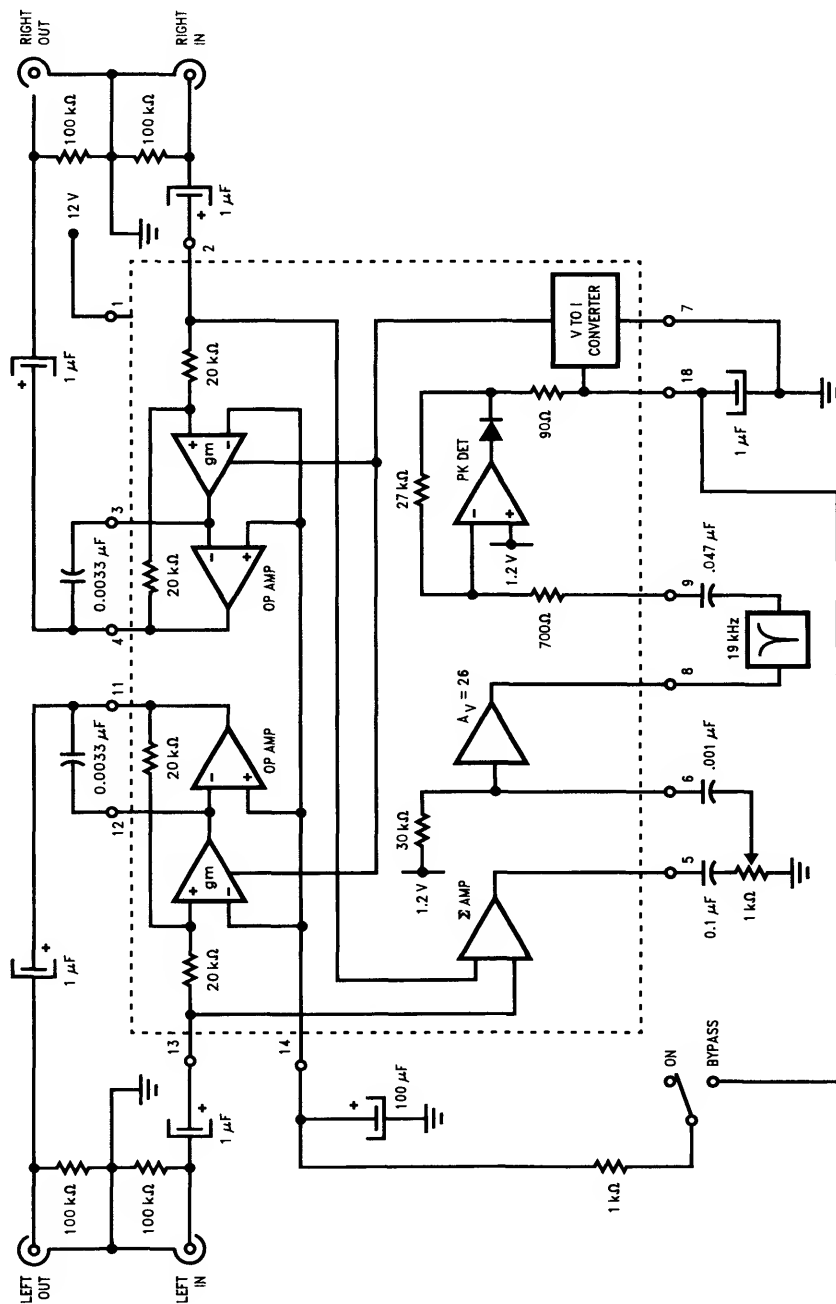 LEFT
OUT
LEFT
IN
100 kΩ
100 kΩ
1 µF
+
1 µF
+
13
14
+
100 µF
1 kΩ
ON
BYPASS
20 kΩ
+
−
gm
12
0.0033 µF
11
20 kΩ
−
+
OP AMP
1.2 V
30 kΩ
Σ AMP
A V = 26
5
0.1 µF
1 kΩ
6
.001 µF
8
19 kHz
9
.047 µF
700Ω
1.2 V
−
+
PK DET
27 kΩ
90Ω
18
1 µF
7
V TO I
CONVERTER
4
0.0033 µF
3
20 kΩ
−
+
OP AMP
+
−
gm
20 kΩ
1 µF
+
1
12 V
2
+
1 µF
100 kΩ
100 kΩ
RIGHT
OUT
RIGHT
IN